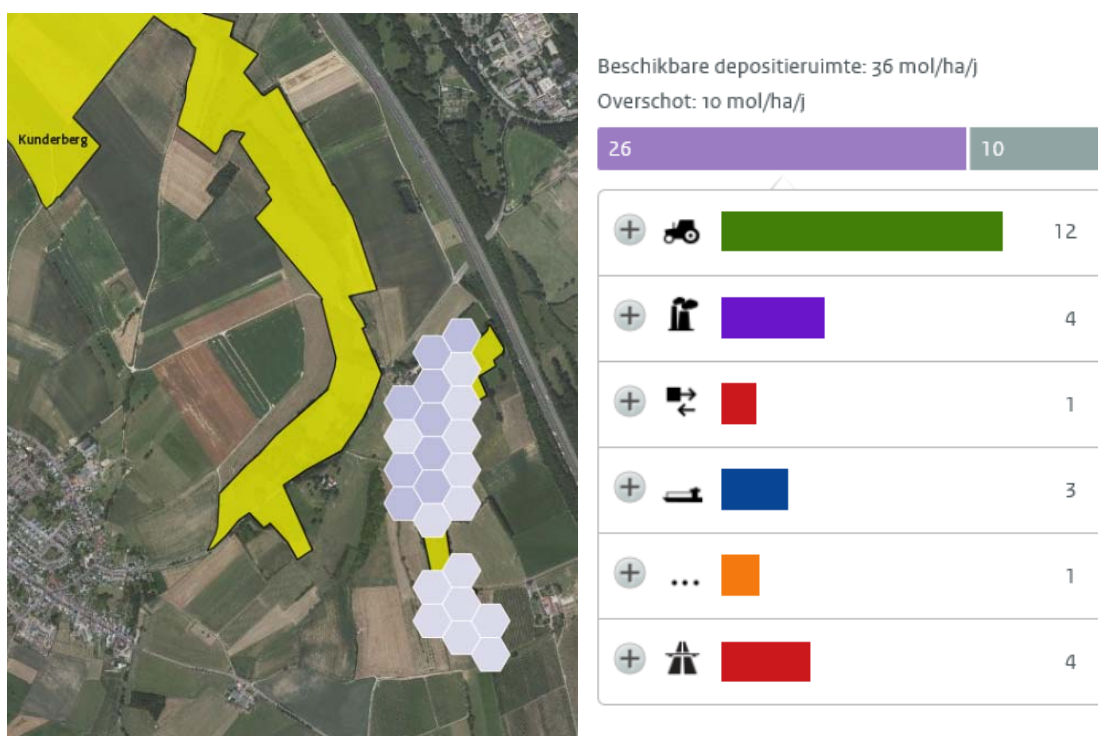 Kunderberg
Beschikbare depositieruimte: 36 mol/ha/j
Overschot: 10 mol/ha/j
26 10
12
4
1
3
...
1
4